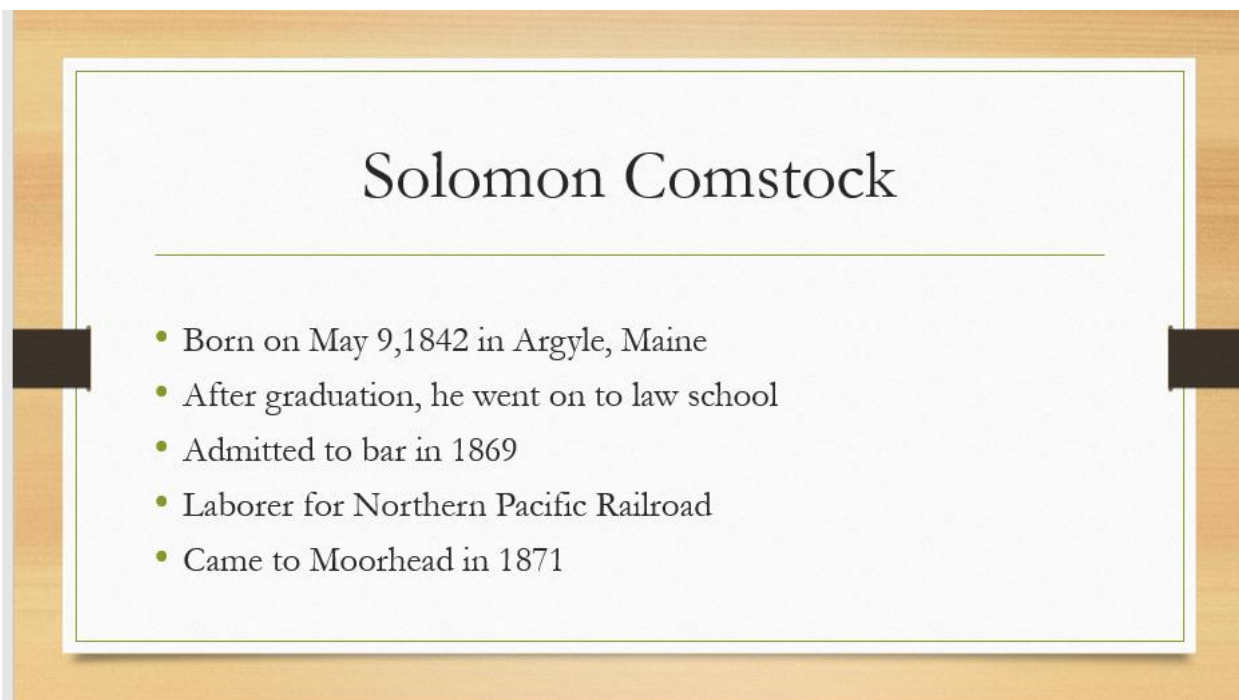 Solomon Comstock
• Born on May 9,1842 in Argyle, Maine
• After graduation, he went on to law school
• Admitted to bar in 1869
• Laborer for Northern Pacific Railroad
• Came to Moorhead in 1871